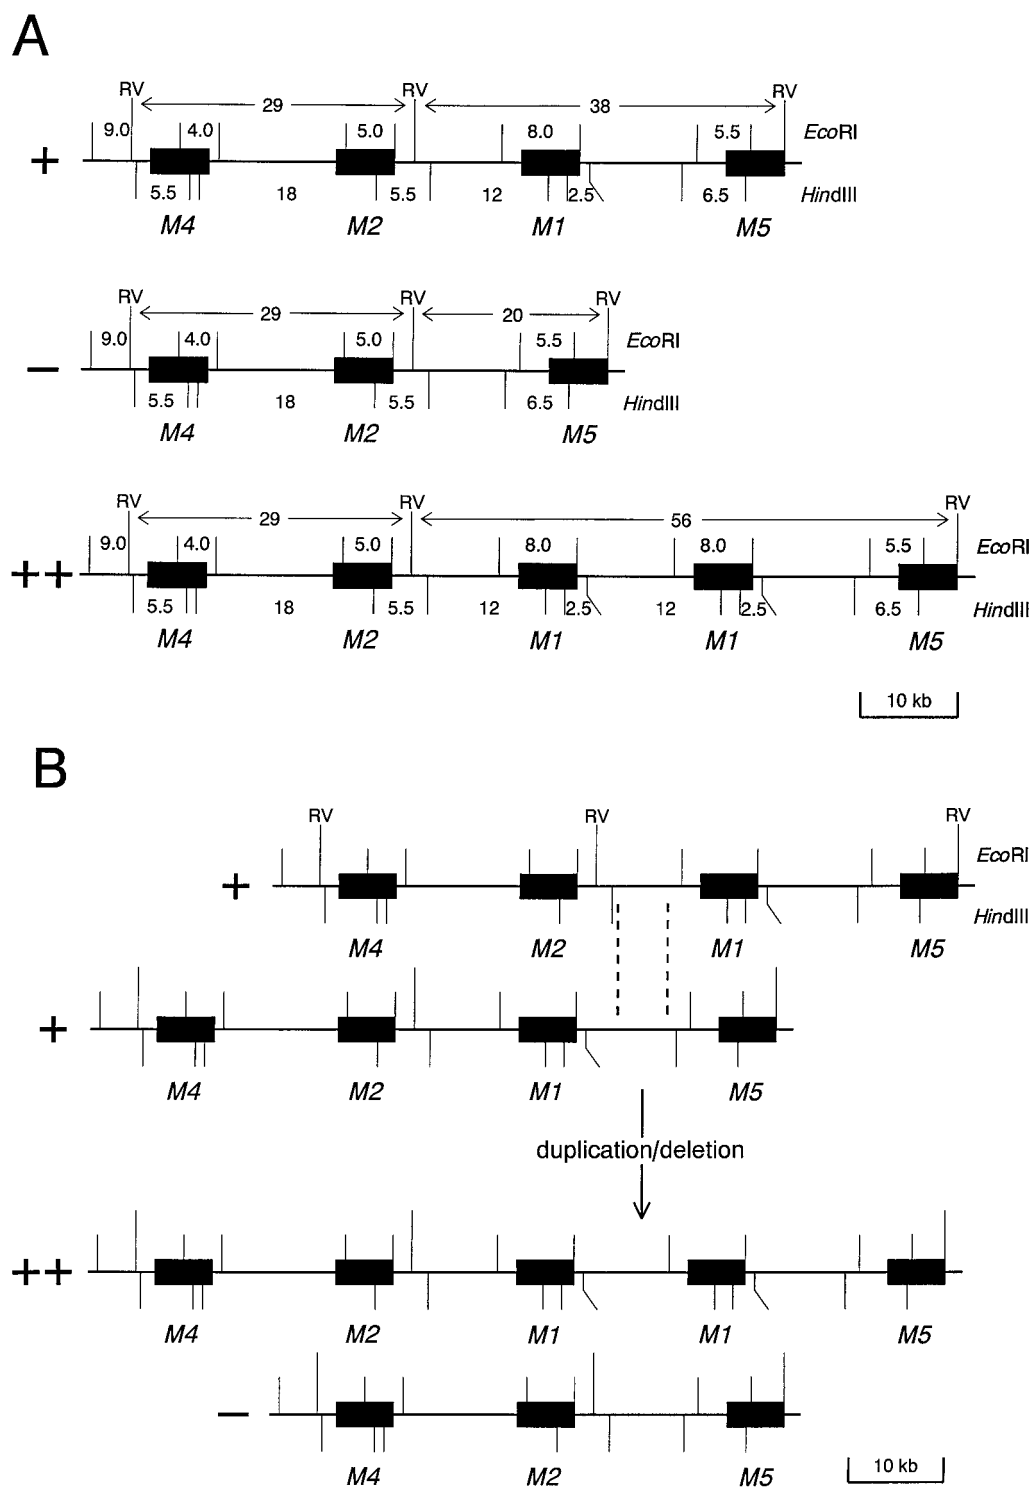 A
RV RV RV
29 38
9.0 4.0 5.0 8.0 5.5 EcoRI
+
5.5 18 5.5 12 2.5 6.5 HindIII
M4 M2 M1 M5
RV RV RV
29 20
9.0 4.0 5.0 5.5 EcoRI
−
5.5 18 5.5 6.5 HindIII
M4 M2 M5
RV RV RV
29 56
9.0 4.0 5.0 8.0 8.0 5.5 EcoRI
++
5.5 18 5.5 12 2.5 12 2.5 6.5 HindIII
M4 M2 M1 M1 M5
10 kb
B
RV RV RV
EcoRI
+
HindIII
M4 M2 M1 M5
+
M4 M2 M1 M5
duplication/deletion
++
M4 M2 M1 M1 M5
−
M4 M2 M5
10 kb